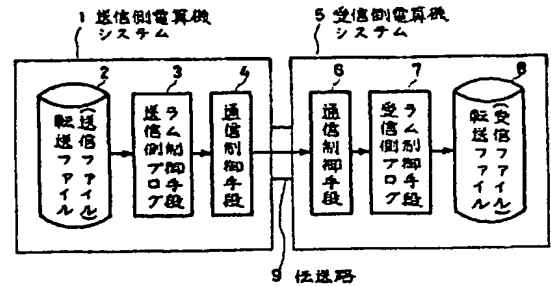 1 送信側電算機
システム
5 受信側電算機
システム
2
3
4
6
7
8
転送ファイル
(送信ファイル)
送信側プログ
ラム制御手段
通信制御手段
通信制御手段
受信側プログ
ラム制御手段
転送ファイル
(受信ファイル)
9 伝送路